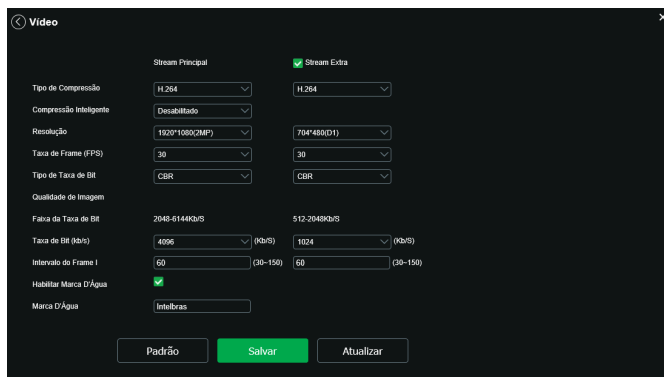 Vídeo
Stream Principal Stream Extra
Tipo de Compressão H.264 H.264
Compressão Inteligente Desabilitado
Resolução 1920*1080(2MP) 704*480(D1)
Taxa de Frame (FPS) 30 30
Tipo de Taxa de Bit CBR CBR
Qualidade de Imagem
Faixa da Taxa de Bit 2048-6144Kb/S 512-2048Kb/S
Taxa de Bit (kb/s) 4096 (Kb/S) 1024 (Kb/S)
Intervalo do Frame I 60 (30~150) 60 (30~150)
Habilitar Marca D'Água
Marca D'Água Intelbras
Padrão Salvar Atualizar